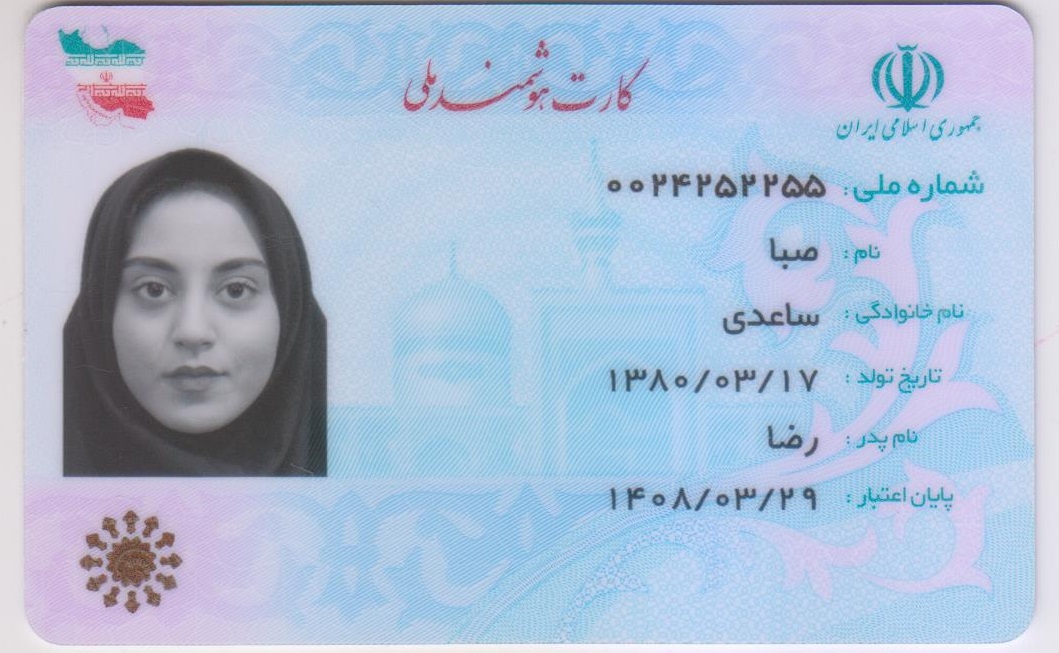 کارت هوشمند ملی
جمهوری اسلامی ایران
شماره ملی: ۰۰۲۴۲۵۲۲۵۵
نام: صبا
نام خانوادگی: ساعدی
تاریخ تولد: ۱۳۸۰/۰۳/۱۷
نام پدر: رضا
پایان اعتبار: ۱۴۰۸/۰۳/۲۹